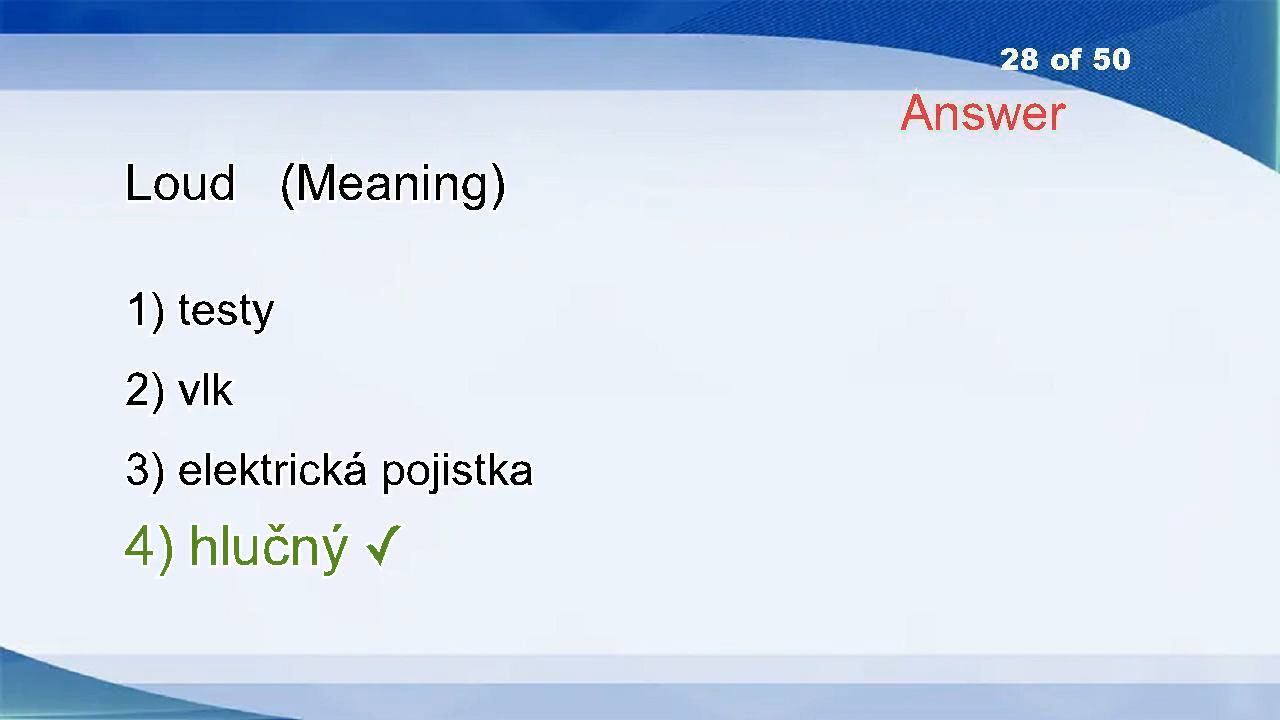 28 of 50
Answer
Loud (Meaning)
1) testy
2) vlk
3) elektrická pojistka
4) hlučný ✓